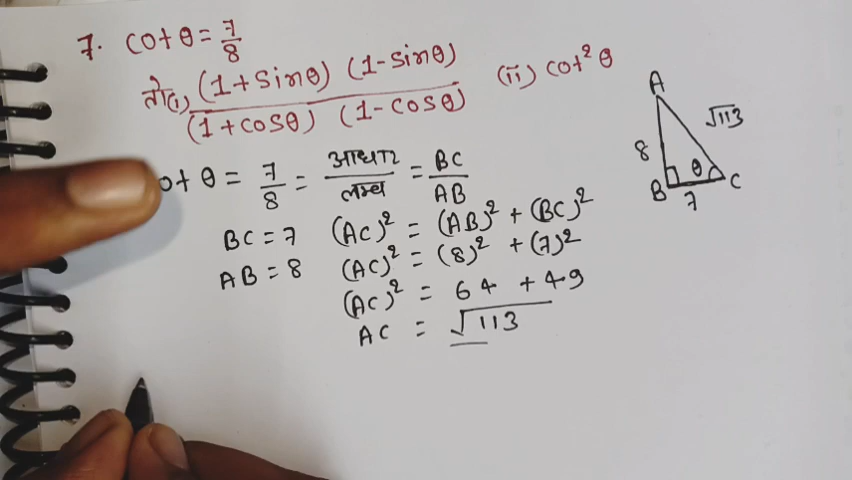 7. cotθ = 7/8
तो (i) (1+sinθ) (1-sinθ) / (1+cosθ) (1-cosθ) (ii) cot²θ
ot θ = 7/8 = आधार/लम्ब = BC/AB
BC = 7 (AC)² = (AB)² + (BC)²
AB = 8 (AC)² = (8)² + (7)²
(AC)² = 64 + 49
AC = √113
A
8
√113
θ
B
7
C